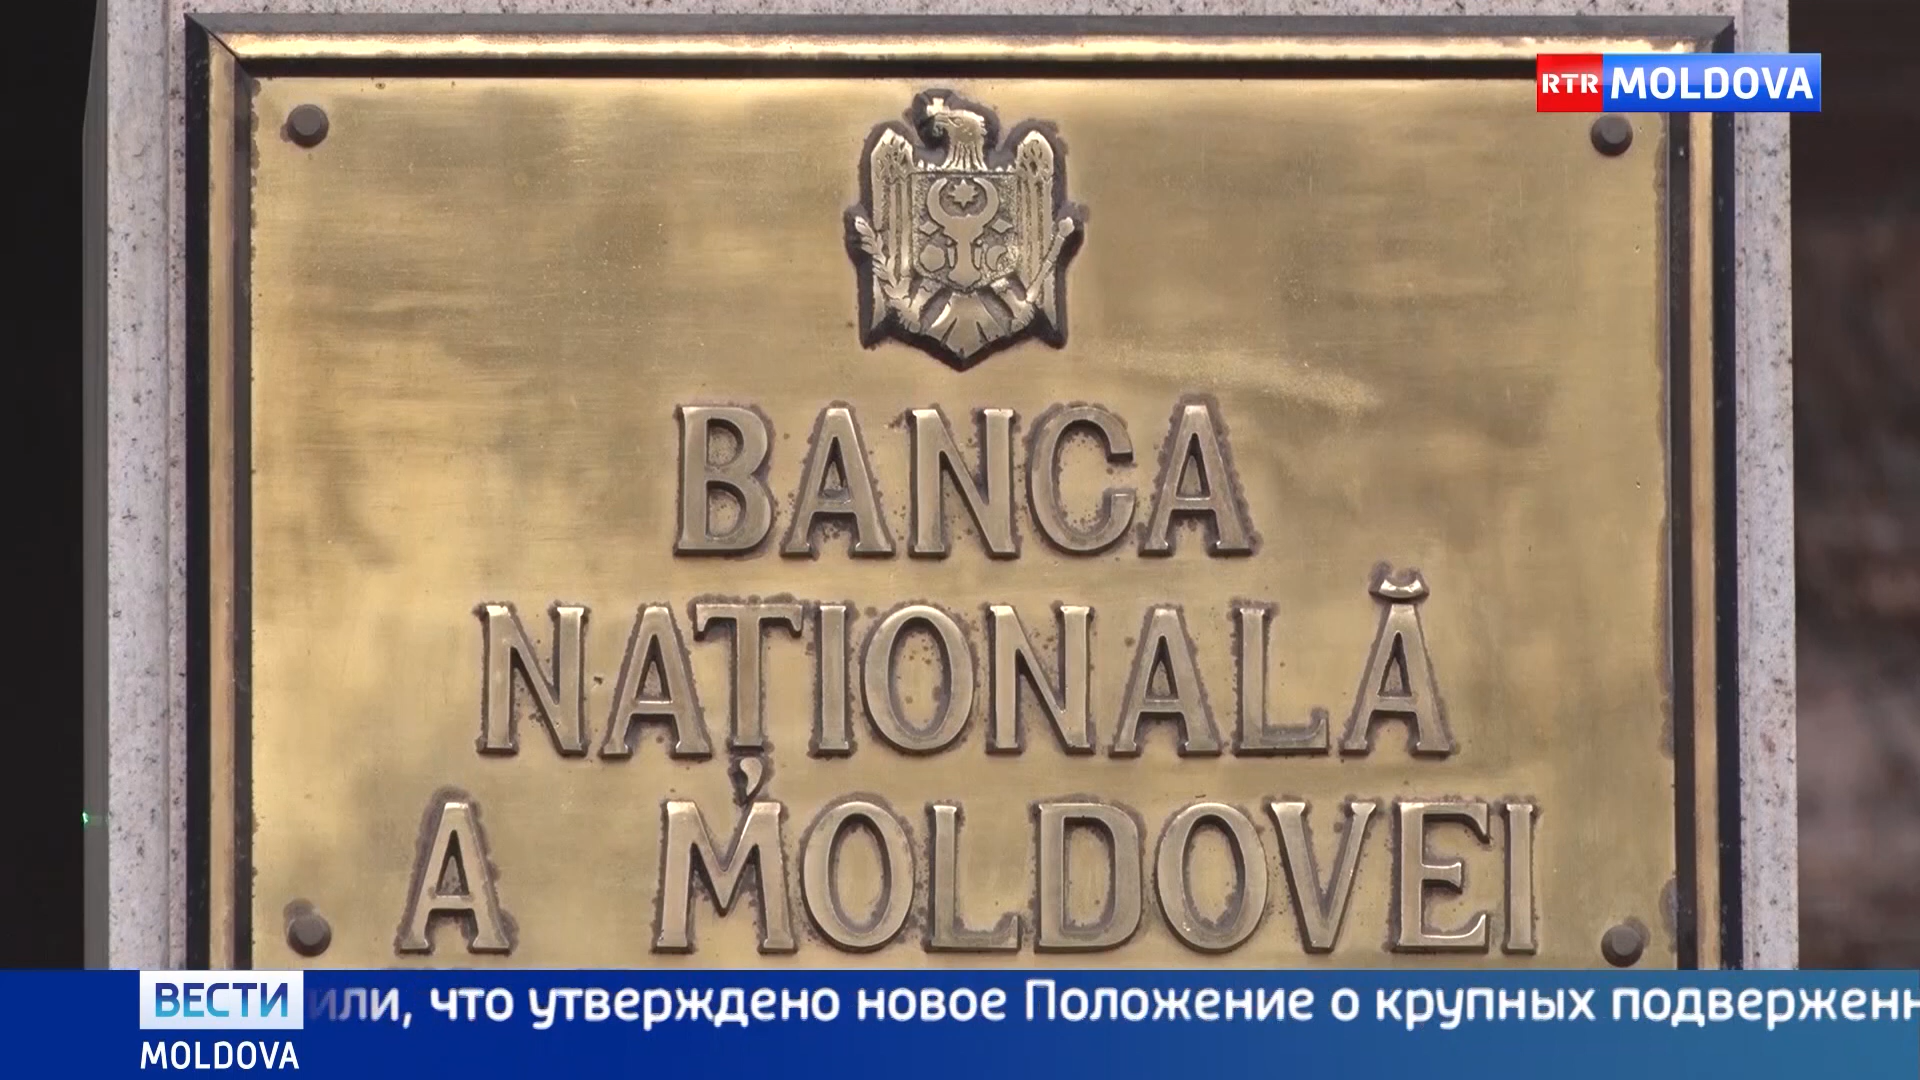 RTR MOLDOVA
BANCA
NAȚIONALĂ
A MOLDOVEI
ВЕСТИ
MOLDOVA
что утверждено новое Положение о крупных